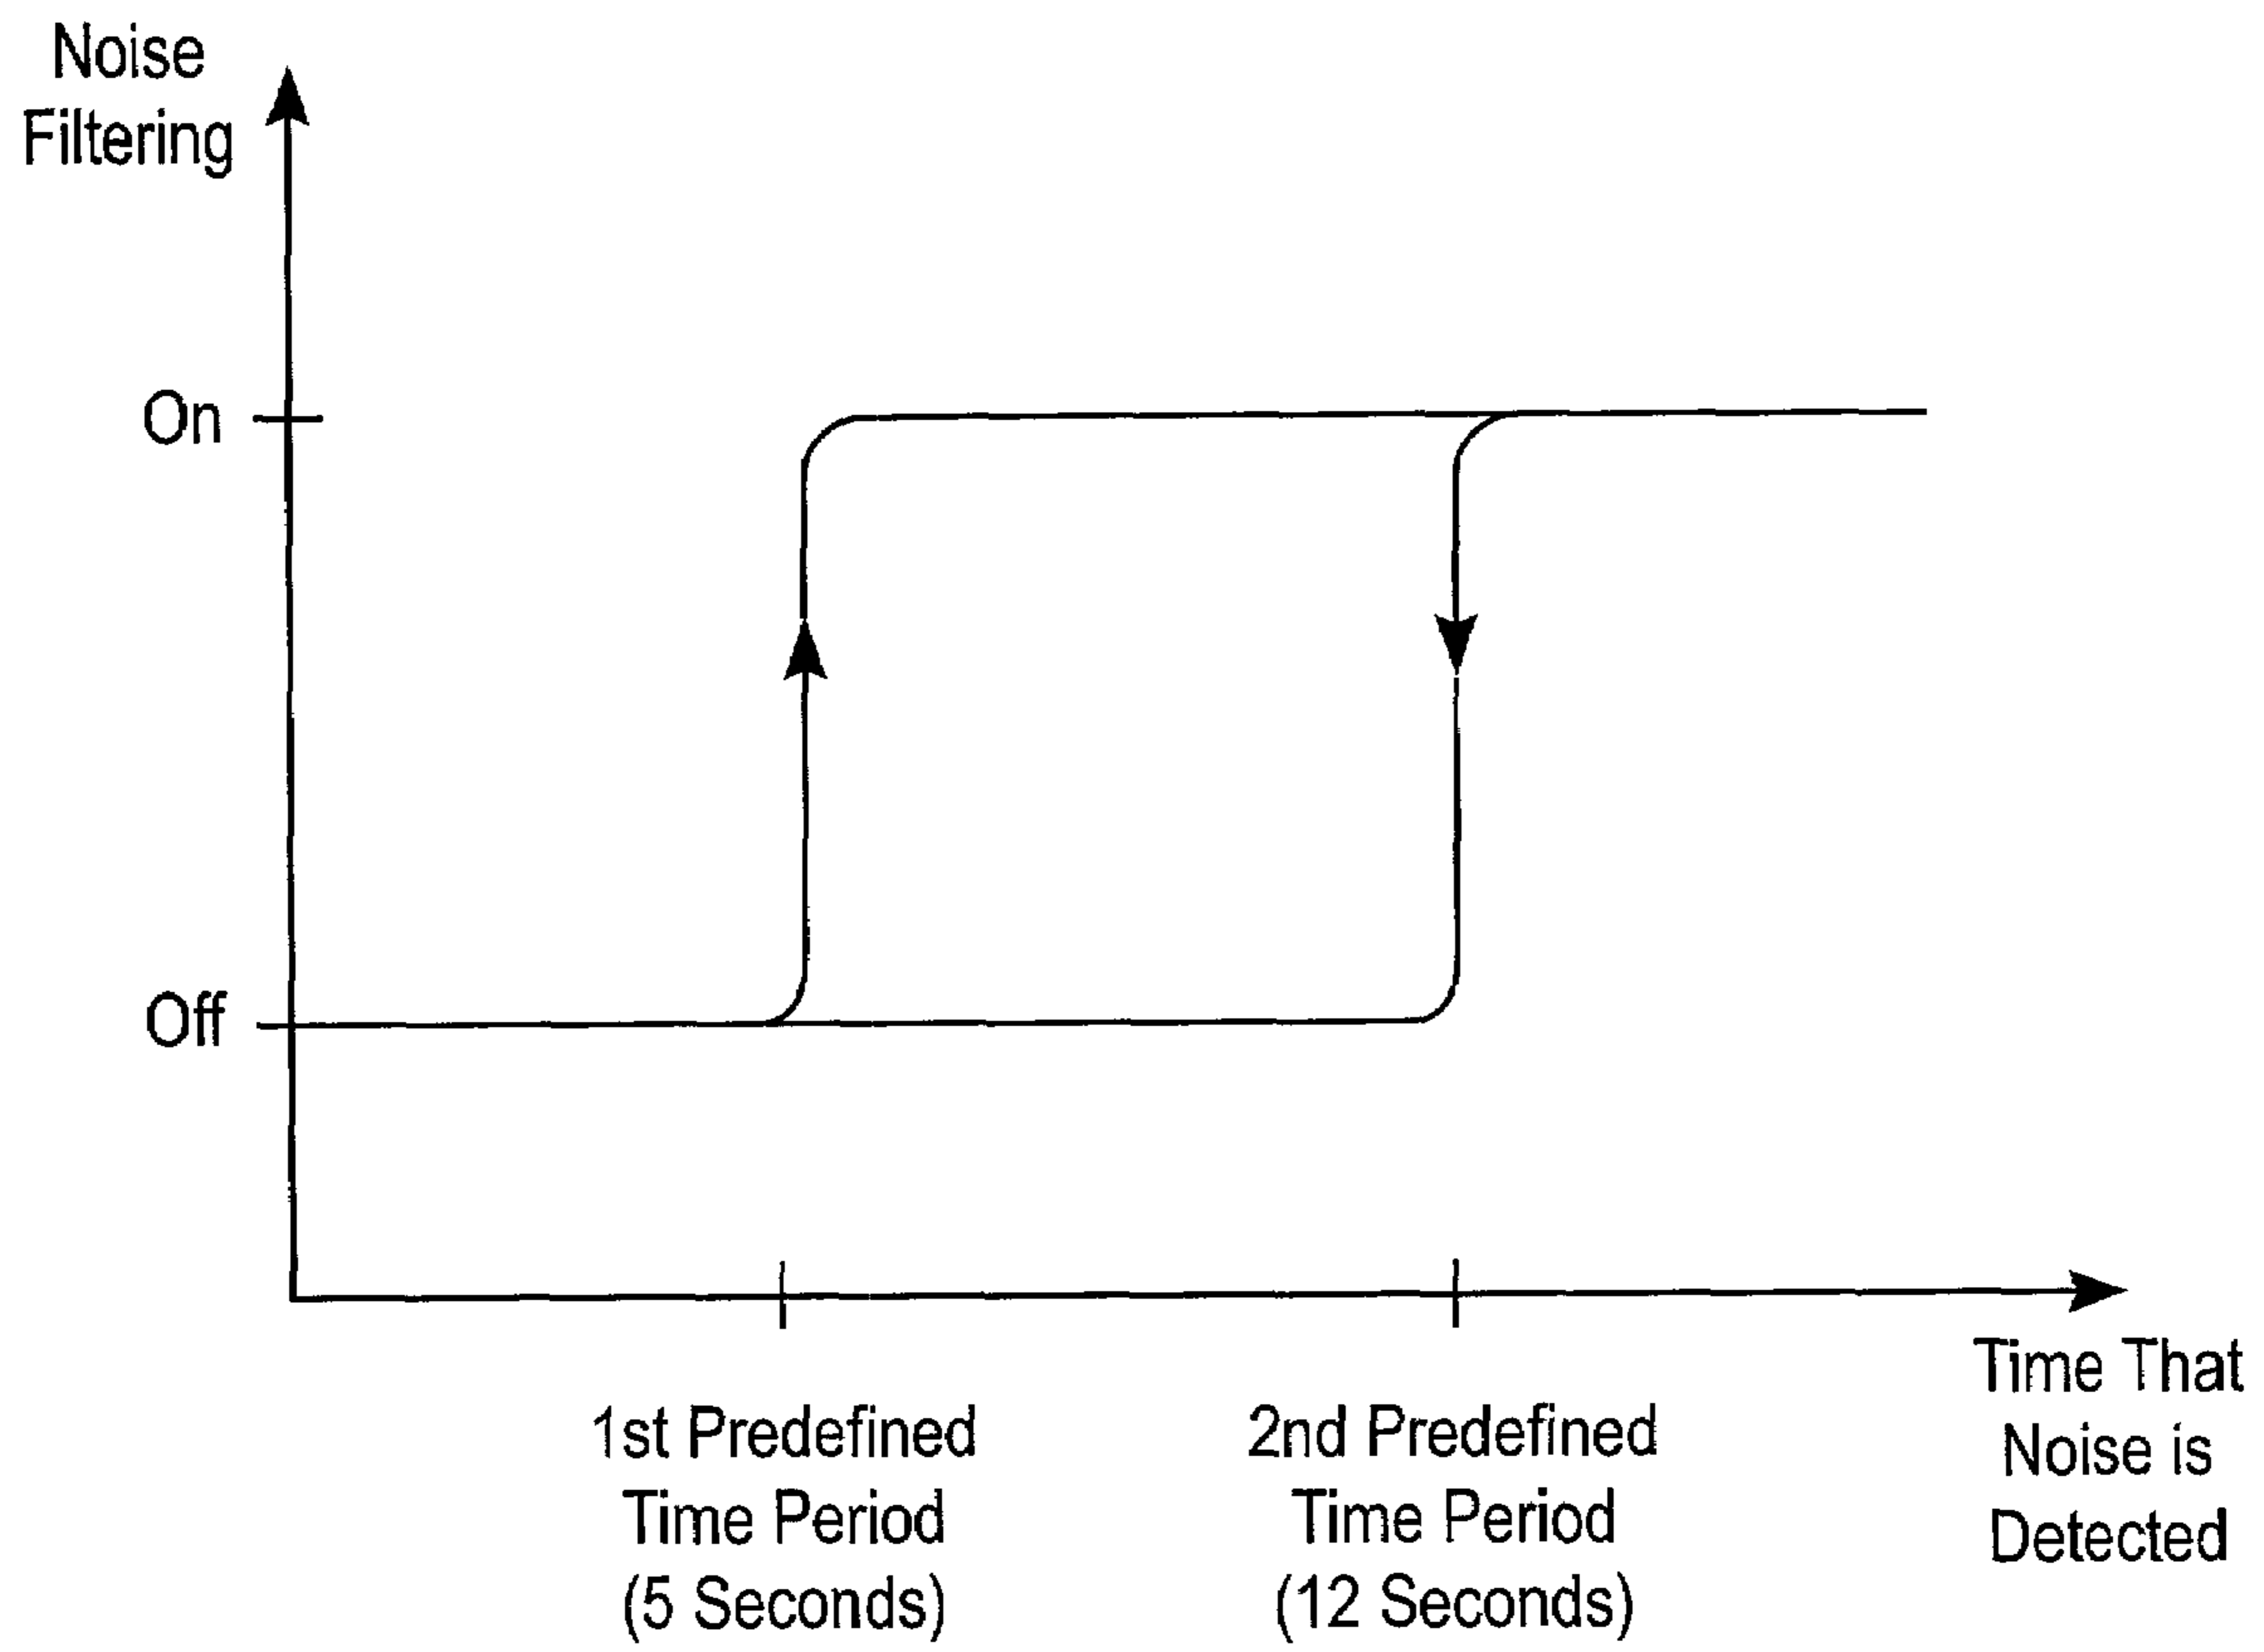 Noise
Filtering
On
Off
1st Predefined
Time Period
(5 Seconds)
2nd Predefined
Time Period
(12 Seconds)
Time That
Noise is
Detected